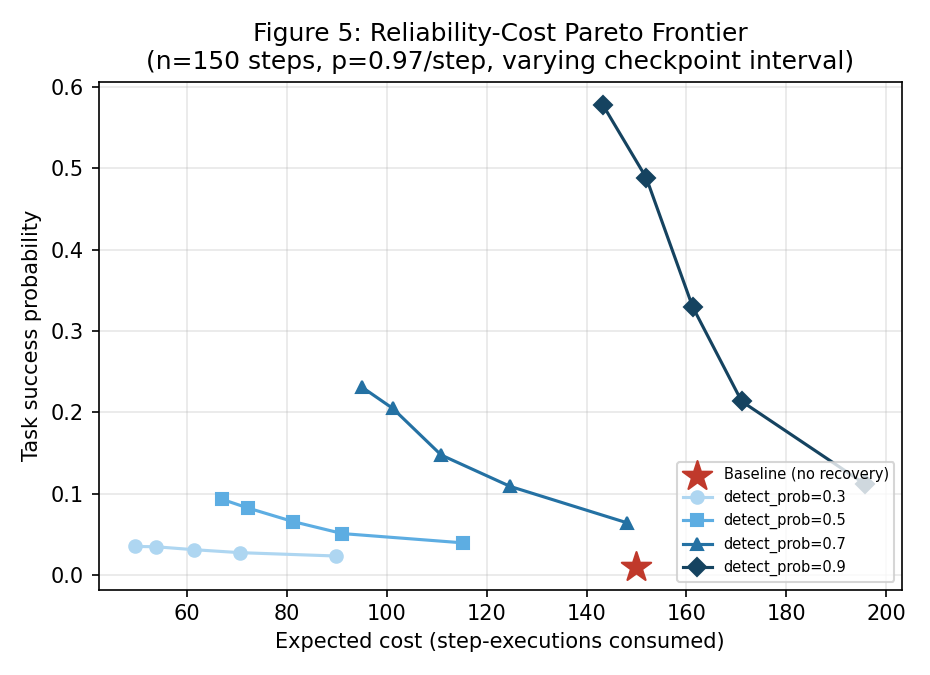 Figure 5: Reliability-Cost Pareto Frontier
(n=150 steps, p=0.97/step, varying checkpoint interval)
Task success probability
0.6
0.5
0.4
0.3
0.2
0.1
0.0
Baseline (no recovery)
detect_prob=0.3
detect_prob=0.5
detect_prob=0.7
detect_prob=0.9
60 80 100 120 140 160 180 200
Expected cost (step-executions consumed)